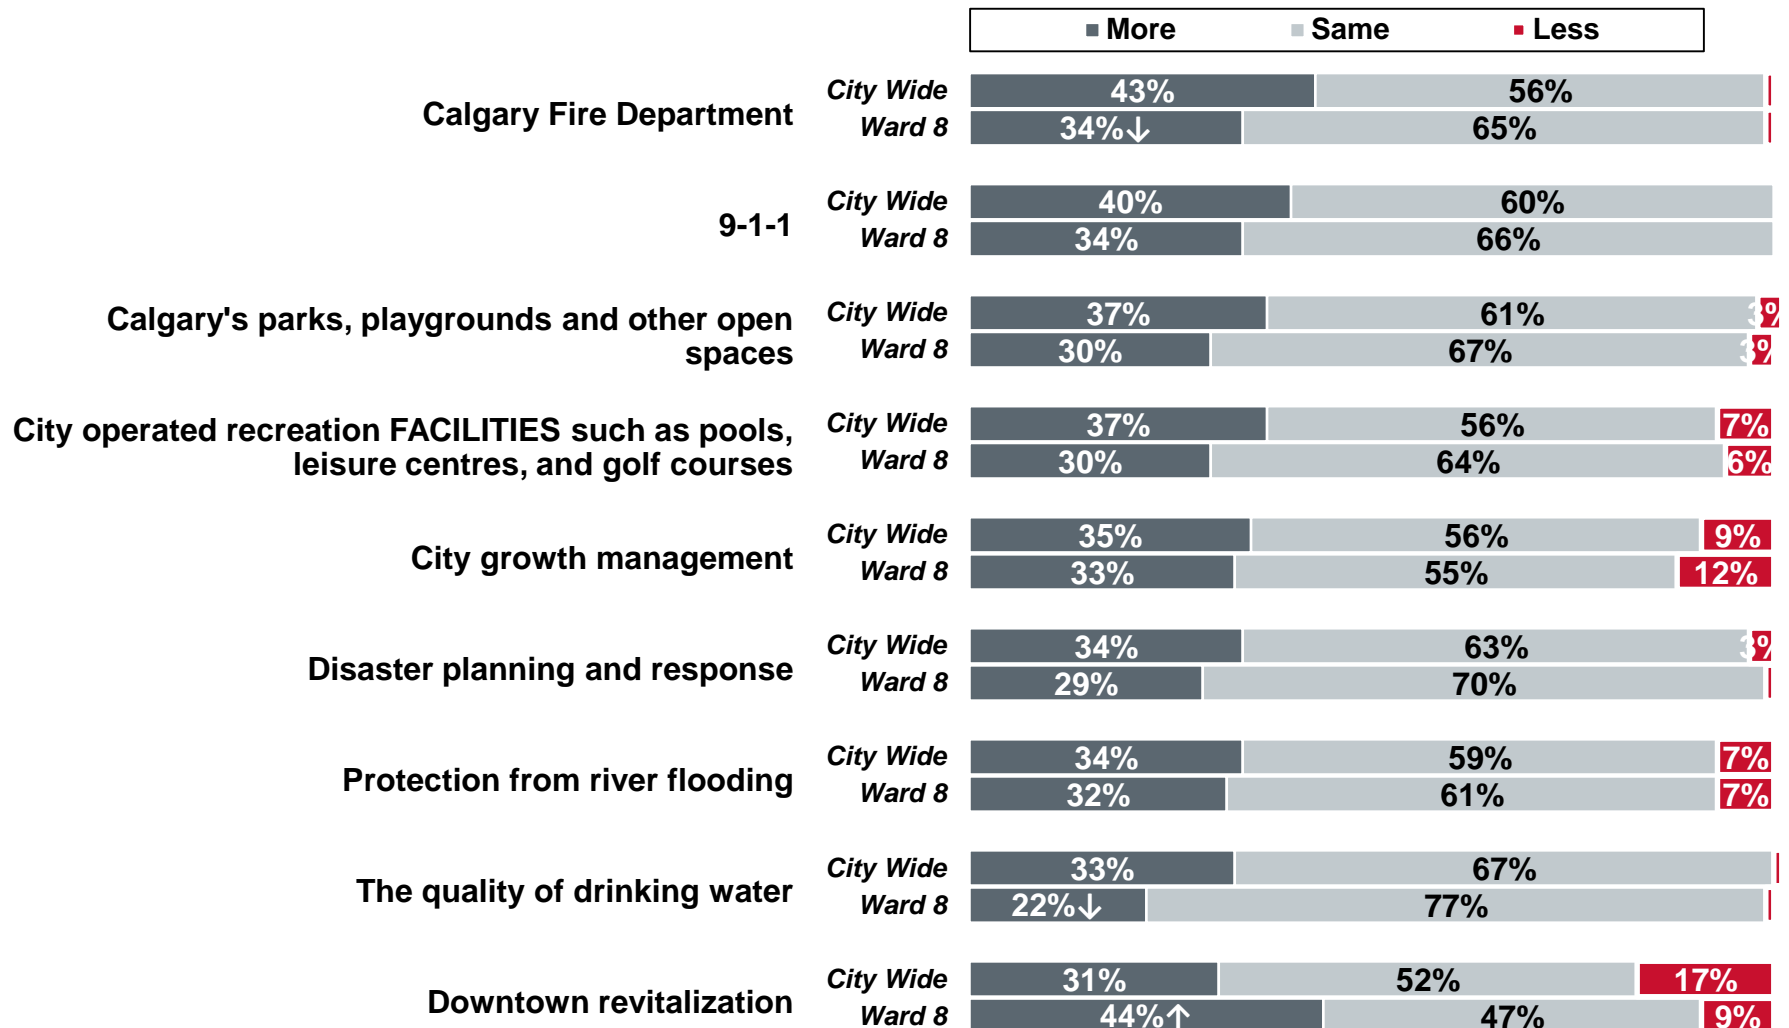 More Same Less
Calgary Fire Department
City Wide 43% 56%
Ward 8 34%↓ 65%
9-1-1
City Wide 40% 60%
Ward 8 34% 66%
Calgary's parks, playgrounds and other open
spaces
City Wide 37% 61% 3%
Ward 8 30% 67% 3%
City operated recreation FACILITIES such as pools,
leisure centres, and golf courses
City Wide 37% 56% 7%
Ward 8 30% 64% 6%
City growth management
City Wide 35% 56% 9%
Ward 8 33% 55% 12%
Disaster planning and response
City Wide 34% 63% 3%
Ward 8 29% 70%
Protection from river flooding
City Wide 34% 59% 7%
Ward 8 32% 61% 7%
The quality of drinking water
City Wide 33% 67%
Ward 8 22%↓ 77%
Downtown revitalization
City Wide 31% 52% 17%
Ward 8 44%↑ 47% 9%